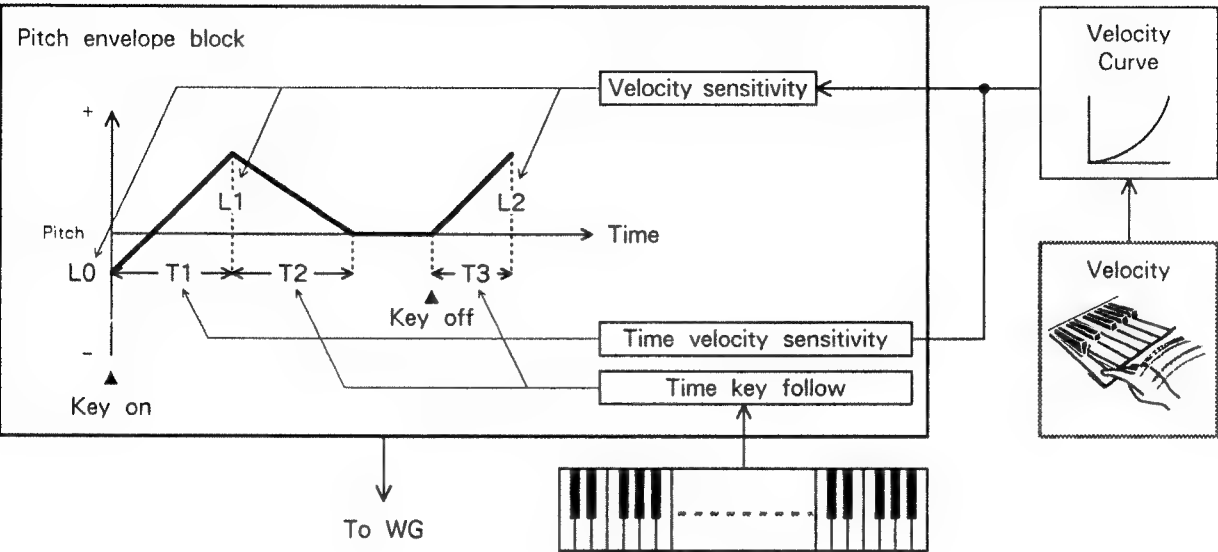 Pitch envelope block
Velocity
Curve
Velocity sensitivity
+
L1
L2
Pitch
Time
L0
T1
T2
T3
Velocity
Key off
Time velocity sensitivity
−
Time key follow
Key on
To WG